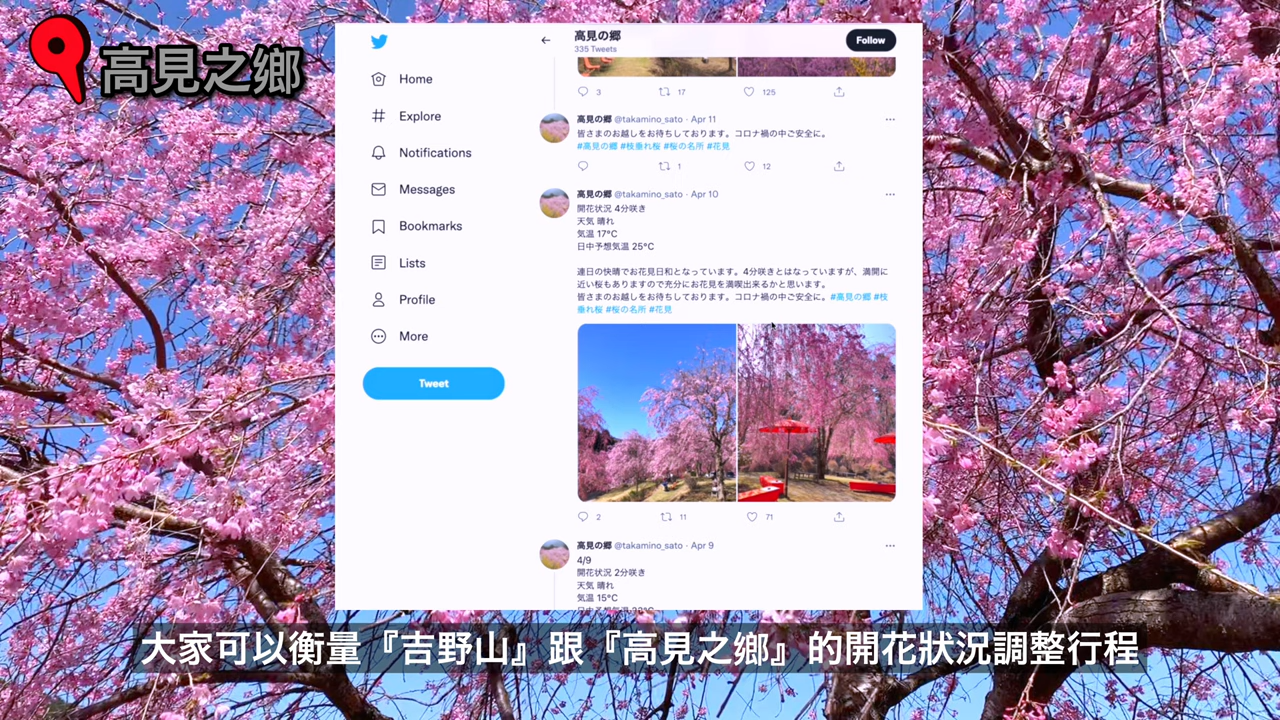 高見之鄉
高見の郷
335 Tweets
Follow
Home
Explore
Notifications
Messages
Bookmarks
Lists
Profile
More
Tweet
3 17 125
高見の郷 @takamino_sato · Apr 11
皆さまのお越しをお待ちしております。コロナ禍の中ご安全に。
#高見の郷 #枝垂れ桜 #桜の名所 #花見
1 12
高見の郷 @takamino_sato · Apr 10
開花状況 4分咲き
天気 晴れ
気温 17°C
日中予想気温 25°C
連日の快晴でお花見日和となっています。4分咲きとはなっていますが、満開に
近い桜もありますので充分にお花見を満喫出来るかと思います。
皆さまのお越しをお待ちしております。コロナ禍の中ご安全に。#高見の郷 #枝
垂れ桜 #桜の名所 #花見
2 11 71
高見の郷 @takamino_sato · Apr 9
4/9
開花状況 2分咲き
天気 晴れ
気温 15°C
大家可以衡量『吉野山』跟『高見之鄉』的開花狀況調整行程